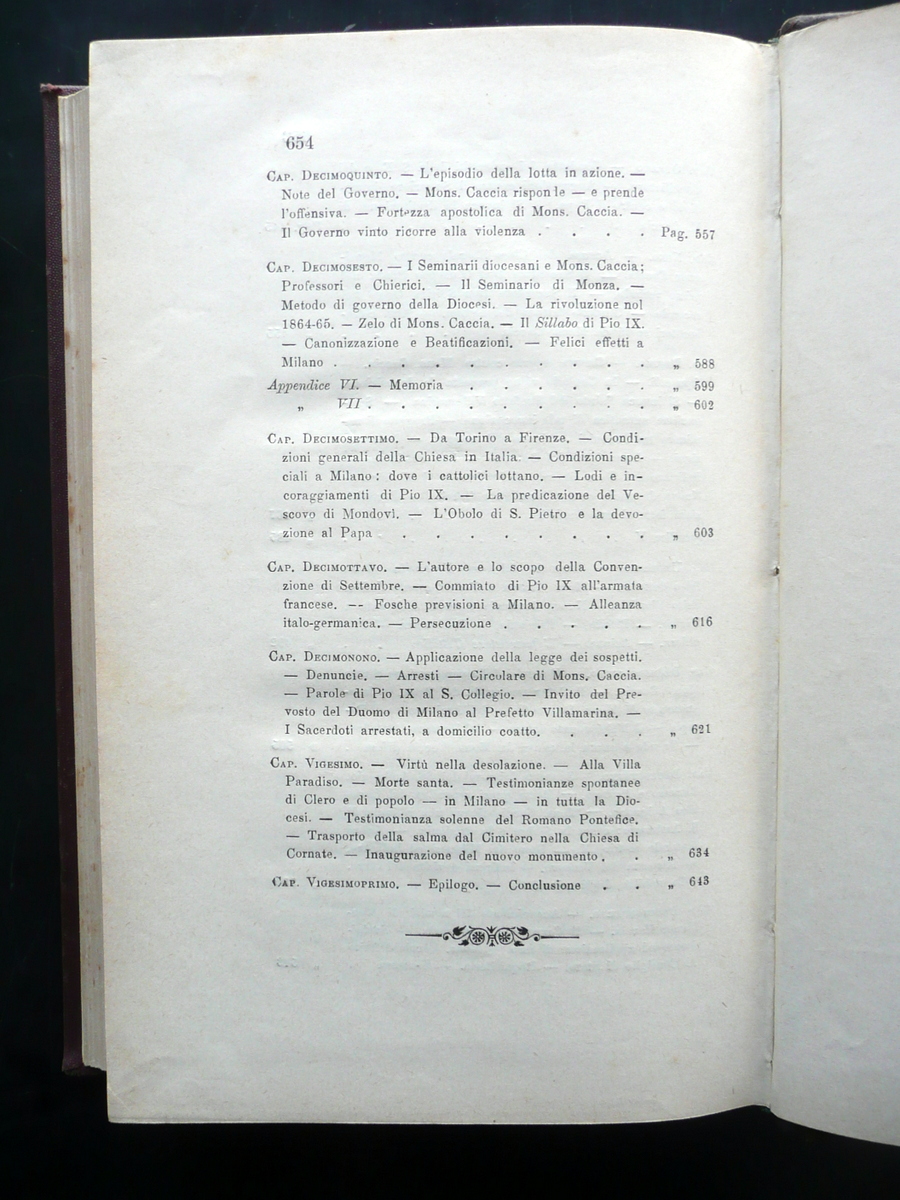 654
CAP. DECIMOQUINTO. — L'episodio della lotta in azione. —
Note del Governo. — Mons. Caccia risponde — e prende
l'offensiva. — Fortezza apostolica di Mons. Caccia. —
Il Governo vinto ricorre alla violenza . . . . Pag. 557
CAP. DECIMOSESTO. — I Seminarii diocesani e Mons. Caccia;
Professori e Chierici. — Il Seminario di Monza. —
Metodo di governo della Diocesi. — La rivoluzione nol
1864-65. — Zelo di Mons. Caccia. — Il Sillabo di Pio IX.
— Canonizzazione e Beatificazioni. — Felici effetti a
Milano . . . . . . . . . . „ 588
Appendice VI. — Memoria . . . . . . „ 599
„ VII . . . . . . . . . „ 602
CAP. DECIMOSETTIMO. — Da Torino a Firenze. — Condi-
zioni generali della Chiesa in Italia. — Condizioni spe-
ciali a Milano: dove i cattolici lottano. — Lodi e in-
coraggiamenti di Pio IX. — La predicazione del Ve-
scovo di Mondovì. — L'Obolo di S. Pietro e la devo-
zione al Papa . . . . . . . . „ 603
CAP. DECIMOTTAVO. — L'autore e lo scopo della Conven-
zione di Settembre. — Commiato di Pio IX all'armata
francese. — Fosche previsioni a Milano. — Alleanza
italo-germanica. — Persecuzione . . . . . „ 616
CAP. DECIMONONO. — Applicazione della legge dei sospetti.
— Denuncie. — Arresti — Circolare di Mons. Caccia.
— Parole di Pio IX al S. Collegio. — Invito del Pre-
vosto del Duomo di Milano al Prefetto Villamarina. —
I Sacerdoti arrestati, a domicilio coatto. . . . „ 621
CAP. VIGESIMO. — Virtù nella desolazione. — Alla Villa
Paradiso. — Morte santa. — Testimonianze spontanee
di Clero e di popolo — in Milano — in tutta la Dio-
cesi. — Testimonianza solenne del Romano Pontefice.
— Trasporto della salma dal Cimitero nella Chiesa di
Cornate. — Inaugurazione del nuovo monumento . . „ 634
CAP. VIGESIMOPRIMO. — Epilogo. — Conclusione . . „ 643